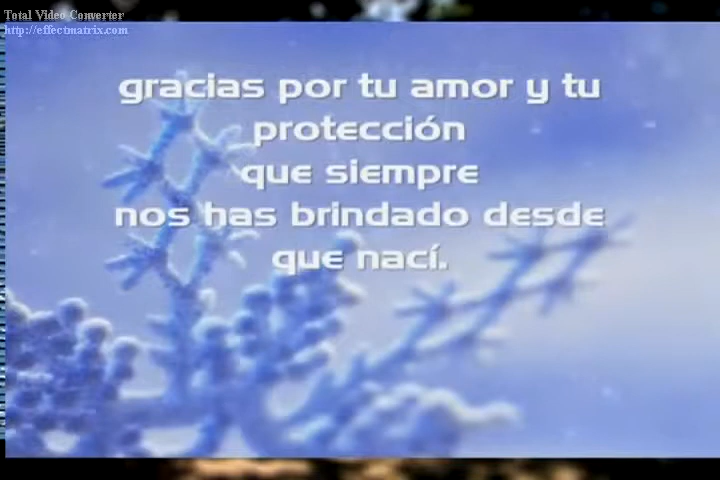 Total Video Converter
http://effectmatrix.com
gracias por tu amor y tu
protección
que siempre
nos has brindado desde
que nací.